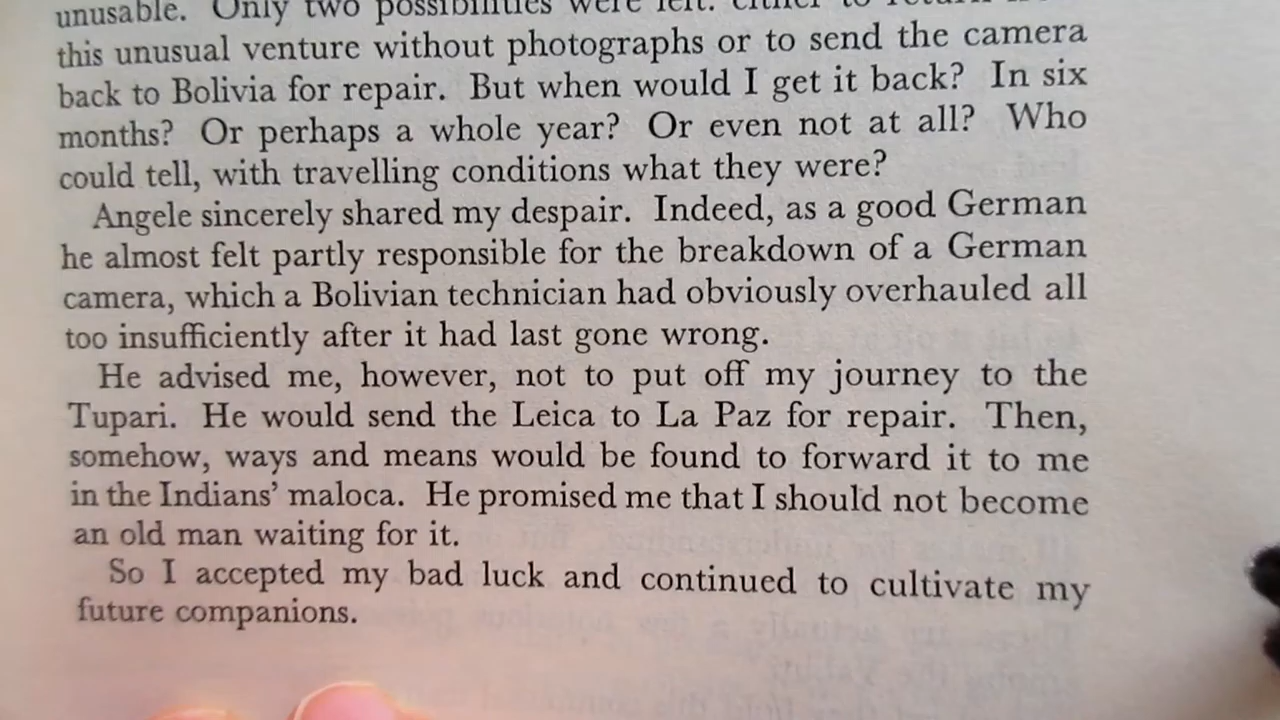 unusable. Only two possibilities were left: either to return from
this unusual venture without photographs or to send the camera
back to Bolivia for repair. But when would I get it back? In six
months? Or perhaps a whole year? Or even not at all? Who
could tell, with travelling conditions what they were?
Angele sincerely shared my despair. Indeed, as a good German
he almost felt partly responsible for the breakdown of a German
camera, which a Bolivian technician had obviously overhauled all
too insufficiently after it had last gone wrong.
He advised me, however, not to put off my journey to the
Tupari. He would send the Leica to La Paz for repair. Then,
somehow, ways and means would be found to forward it to me
in the Indians’ maloca. He promised me that I should not become
an old man waiting for it.
So I accepted my bad luck and continued to cultivate my
future companions.